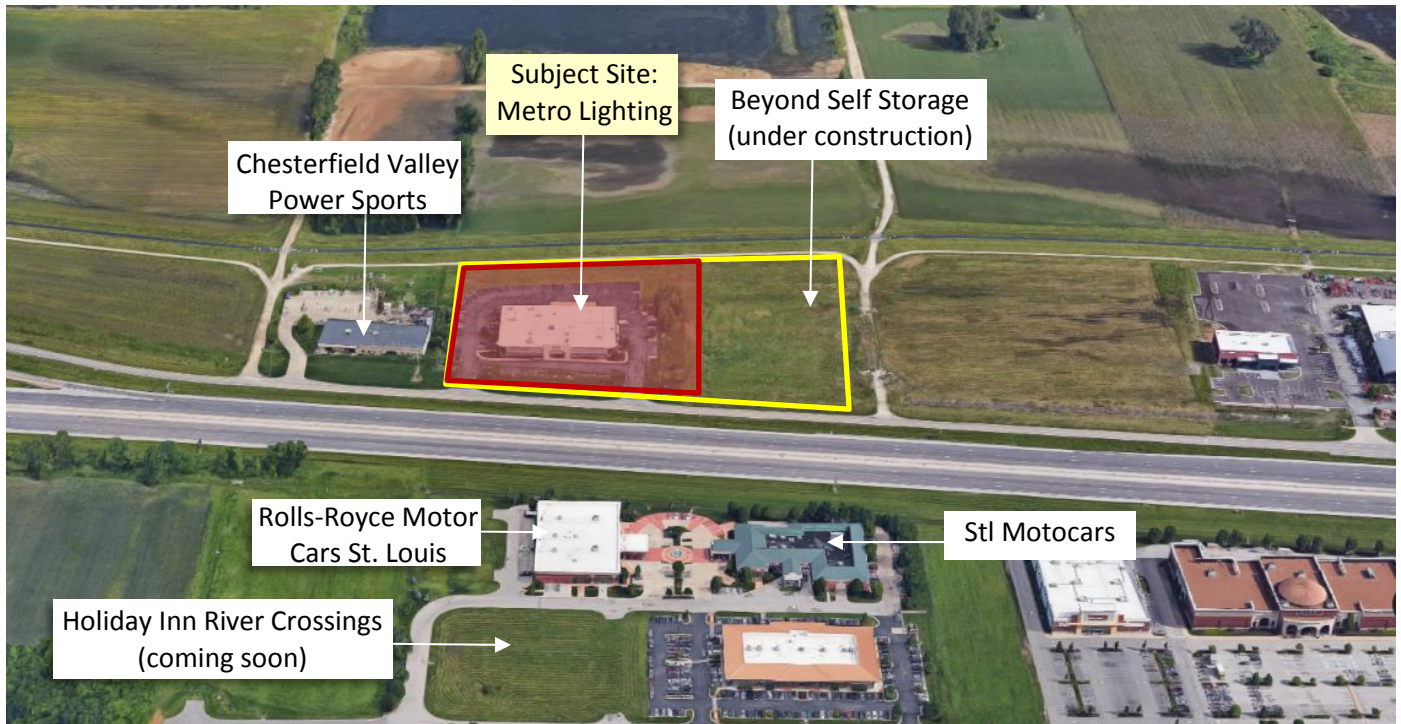 Subject Site:
Metro Lighting
Beyond Self Storage
(under construction)
Chesterfield Valley
Power Sports
Rolls-Royce Motor
Cars St. Louis
Stl Motocars
Holiday Inn River Crossings
(coming soon)